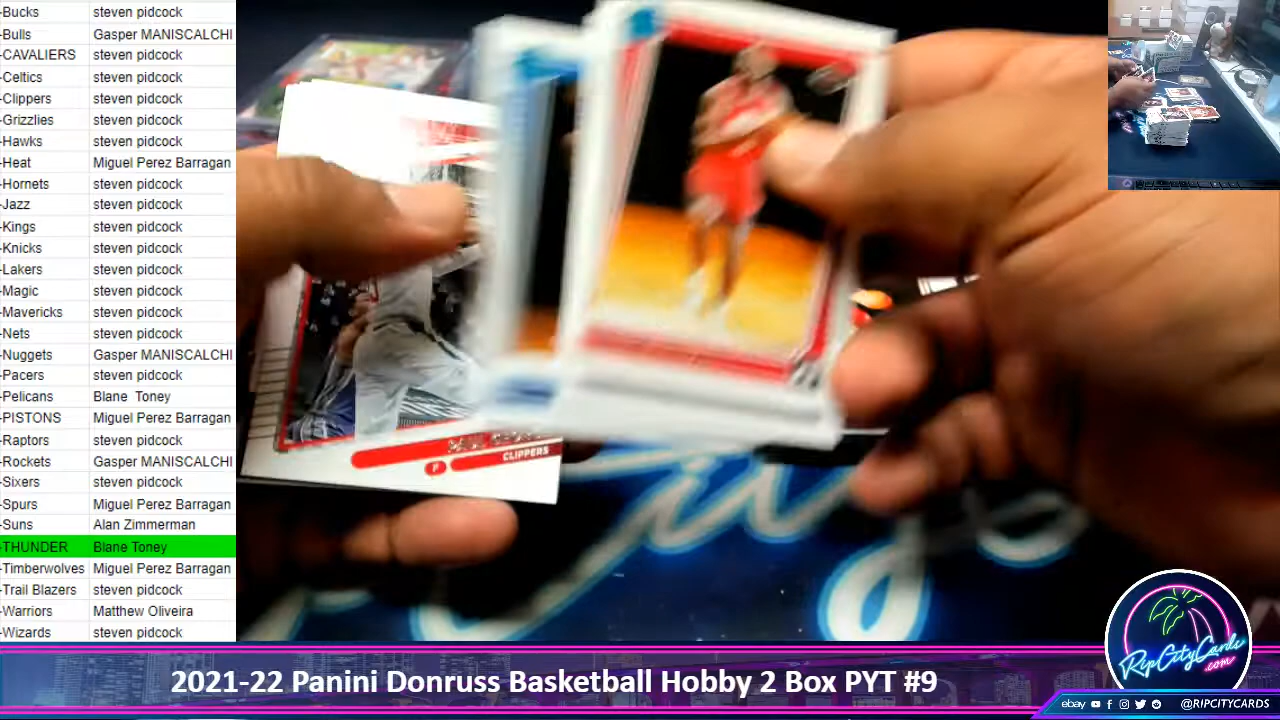 -Bucks steven pidcock
-Bulls Gasper MANISCALCHI
-CAVALIERS steven pidcock
-Celtics steven pidcock
-Clippers steven pidcock
-Grizzlies steven pidcock
-Hawks steven pidcock
-Heat Miguel Perez Barragan
-Hornets steven pidcock
-Jazz steven pidcock
-Kings steven pidcock
-Knicks steven pidcock
-Lakers steven pidcock
-Magic steven pidcock
-Mavericks steven pidcock
-Nets steven pidcock
-Nuggets Gasper MANISCALCHI
-Pacers steven pidcock
-Pelicans Blane Toney
-PISTONS Miguel Perez Barragan
-Raptors steven pidcock
-Rockets Gasper MANISCALCHI
-Sixers steven pidcock
-Spurs Miguel Perez Barragan
-Suns Alan Zimmerman
-THUNDER Blane Toney
-Timberwolves Miguel Perez Barragan
-Trail Blazers steven pidcock
-Warriors Matthew Oliveira
-Wizards steven pidcock
F CLIPPERS
2021-22 Panini Donruss Basketball Hobby 2 Box PYT #9
RipCityCards
.com
ebay @RIPCITYCARDS